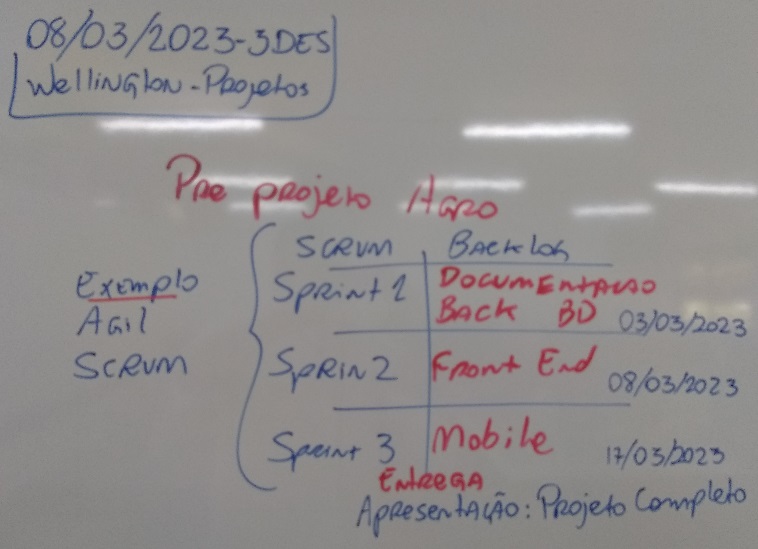 08/03/2023-3DES
Wellington-Projetos
Pre projeto Agro
SCRUM Backlog
Exemplo
Agil
SCRUM
Sprint 1 DOCUMENTACAO
BACK BD 03/03/2023
Sprin 2 Front End 08/03/2023
Sprint 3 Mobile 17/03/2023
ENTREGA
Apresentação: Projeto Completo